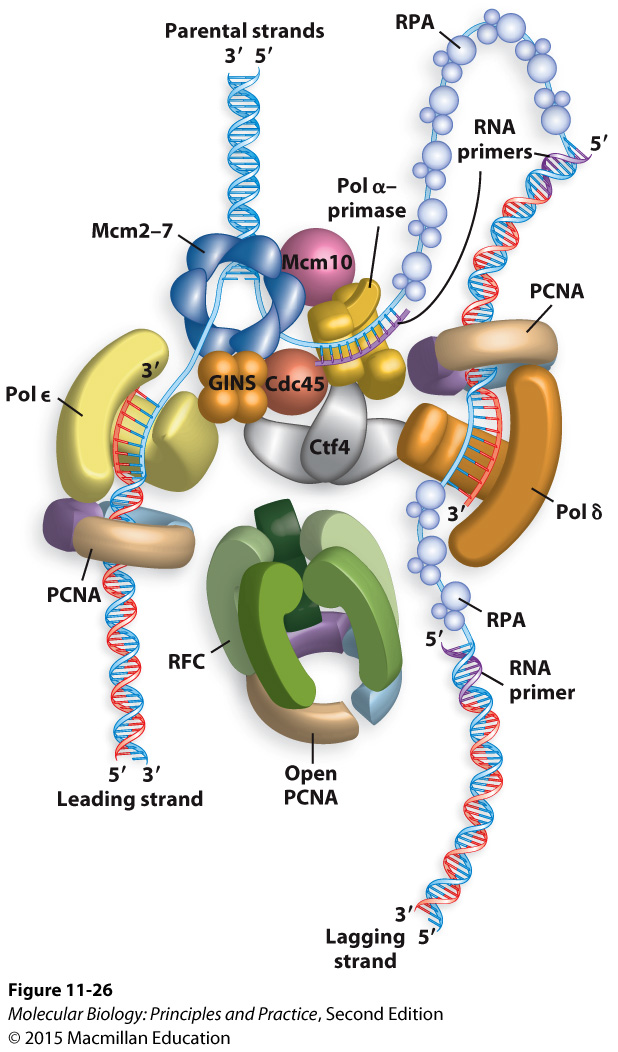 Parental strands
3′ 5′
RPA
RNA
primers
5′
Pol α–
primase
Mcm2–7
Mcm10
PCNA
3′
GINS
Cdc45
Pol ϵ
Ctf4
3′
Pol δ
PCNA
RPA
5′
RFC
RNA
primer
Open
PCNA
5′ 3′
Leading strand
3′
Lagging 5′
strand
Figure 11-26
Molecular Biology: Principles and Practice, Second Edition
© 2015 Macmillan Education